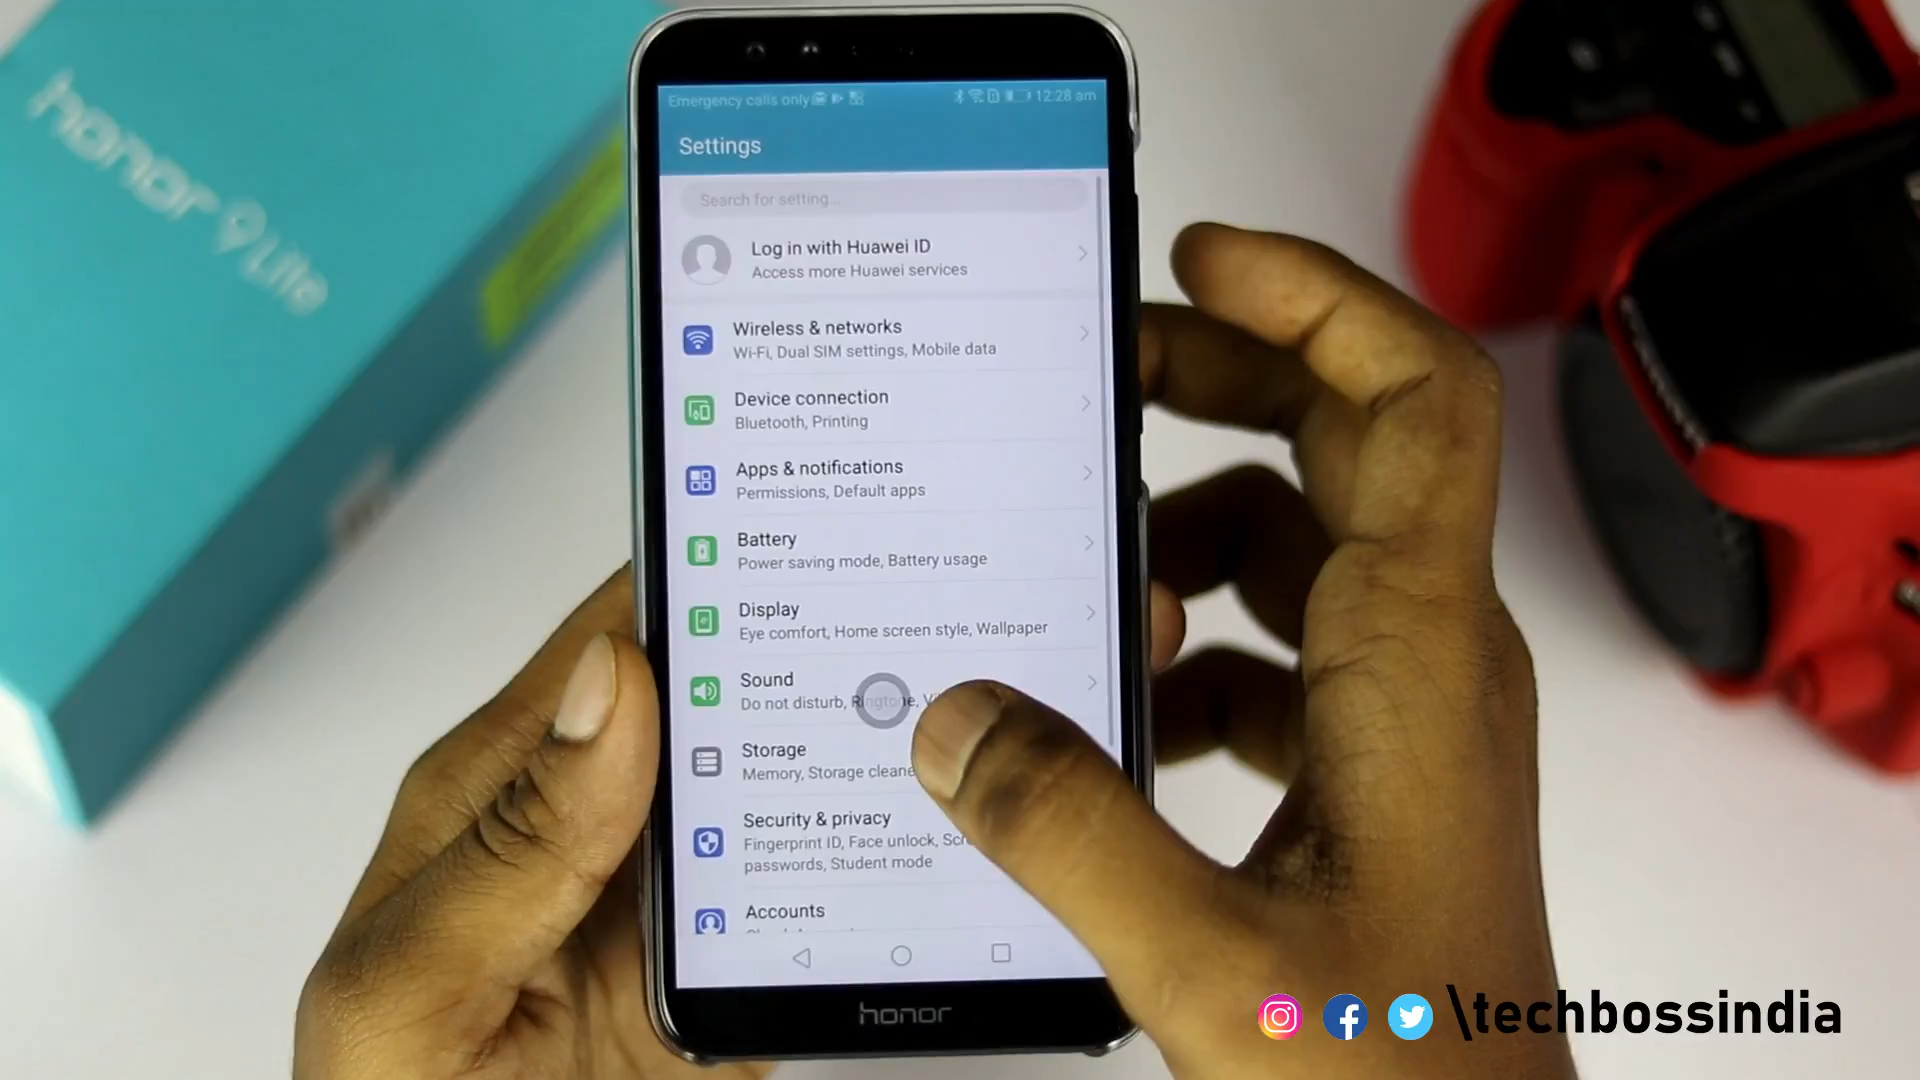 honor 9 Lite
Emergency calls only
12:28 am
Settings
Search for setting...
Log in with Huawei ID
Access more Huawei services
Wireless & networks
Wi-Fi, Dual SIM settings, Mobile data
Device connection
Bluetooth, Printing
Apps & notifications
Permissions, Default apps
Battery
Power saving mode, Battery usage
Display
Eye comfort, Home screen style, Wallpaper
Sound
Do not disturb, Ringtone,
Storage
Memory, Storage cleane
Security & privacy
Fingerprint ID, Face unlock, Scr
passwords, Student mode
Accounts
honor
\techbossindia